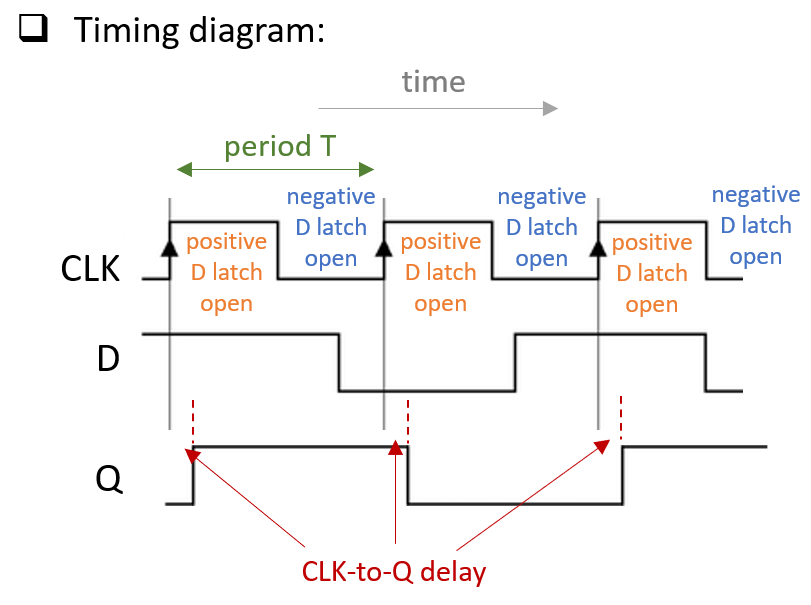 Timing diagram:
time
period T
negative
D latch
open
negative
D latch
open
negative
D latch
open
positive
D latch
open
positive
D latch
open
positive
D latch
open
CLK
D
Q
CLK-to-Q delay